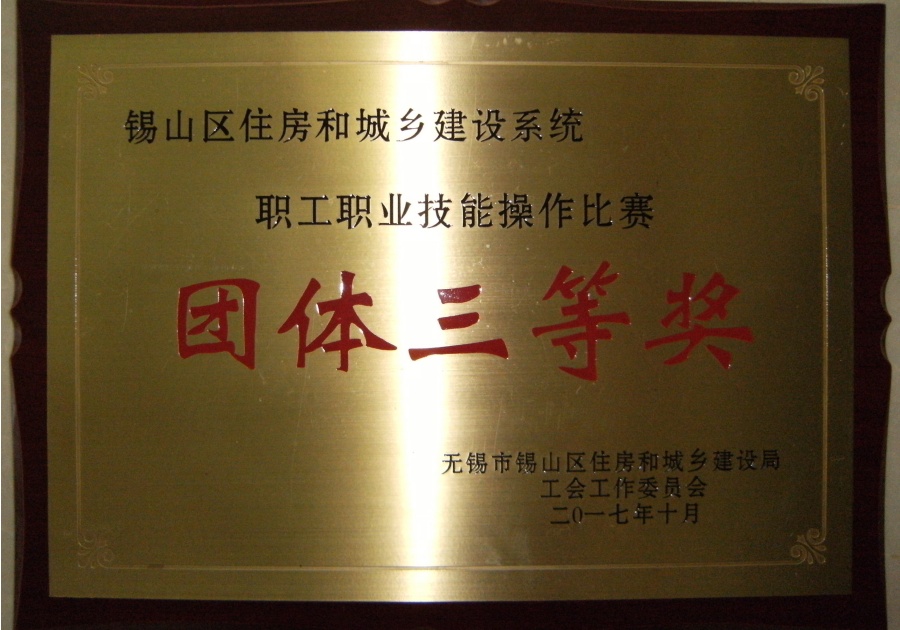 锡山区住房和城乡建设系统
职工职业技能操作比赛
团体三等奖
无锡市锡山区住房和城乡建设局
工会工作委员会
二〇一七年十月